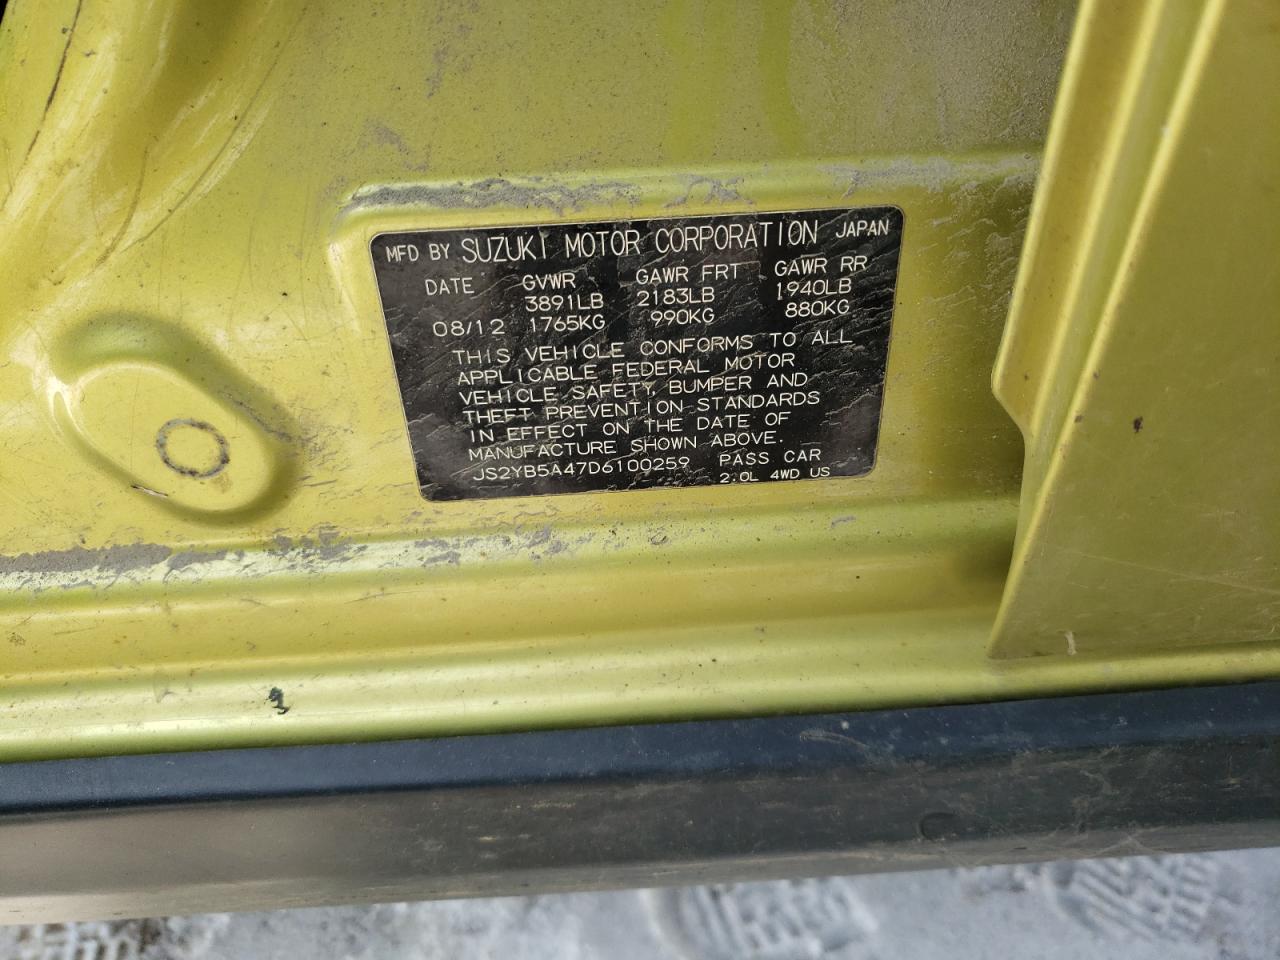 MFD BY SUZUKI MOTOR CORPORATION JAPAN
DATE GVWR GAWR FRT GAWR RR
3891LB 2183LB 1940LB
08/12 1765KG 990KG 880KG
THIS VEHICLE CONFORMS TO ALL
APPLICABLE FEDERAL MOTOR
VEHICLE SAFETY, BUMPER AND
THEFT PREVENTION STANDARDS
IN EFFECT ON THE DATE OF
MANUFACTURE SHOWN ABOVE.
JS2YB5A47D6100259 PASS CAR
2.0L 4WD US